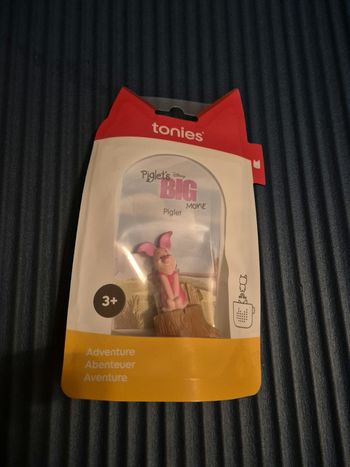 tonies®
Piglet's Disney
BIG
MOVIE
Piglet
3+
Adventure
Abenteuer
Aventure